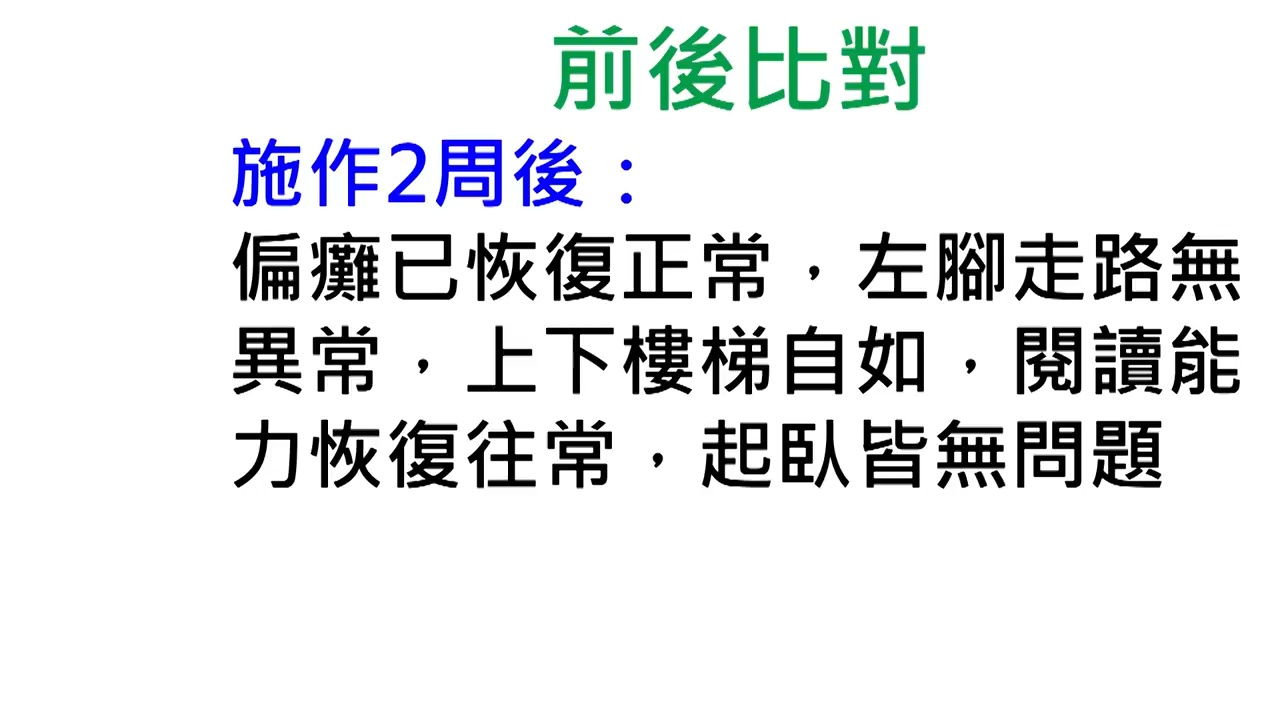 前後比對
施作2周後：
偏癱已恢復正常，左腳走路無
異常，上下樓梯自如，閱讀能
力恢復往常，起臥皆無問題